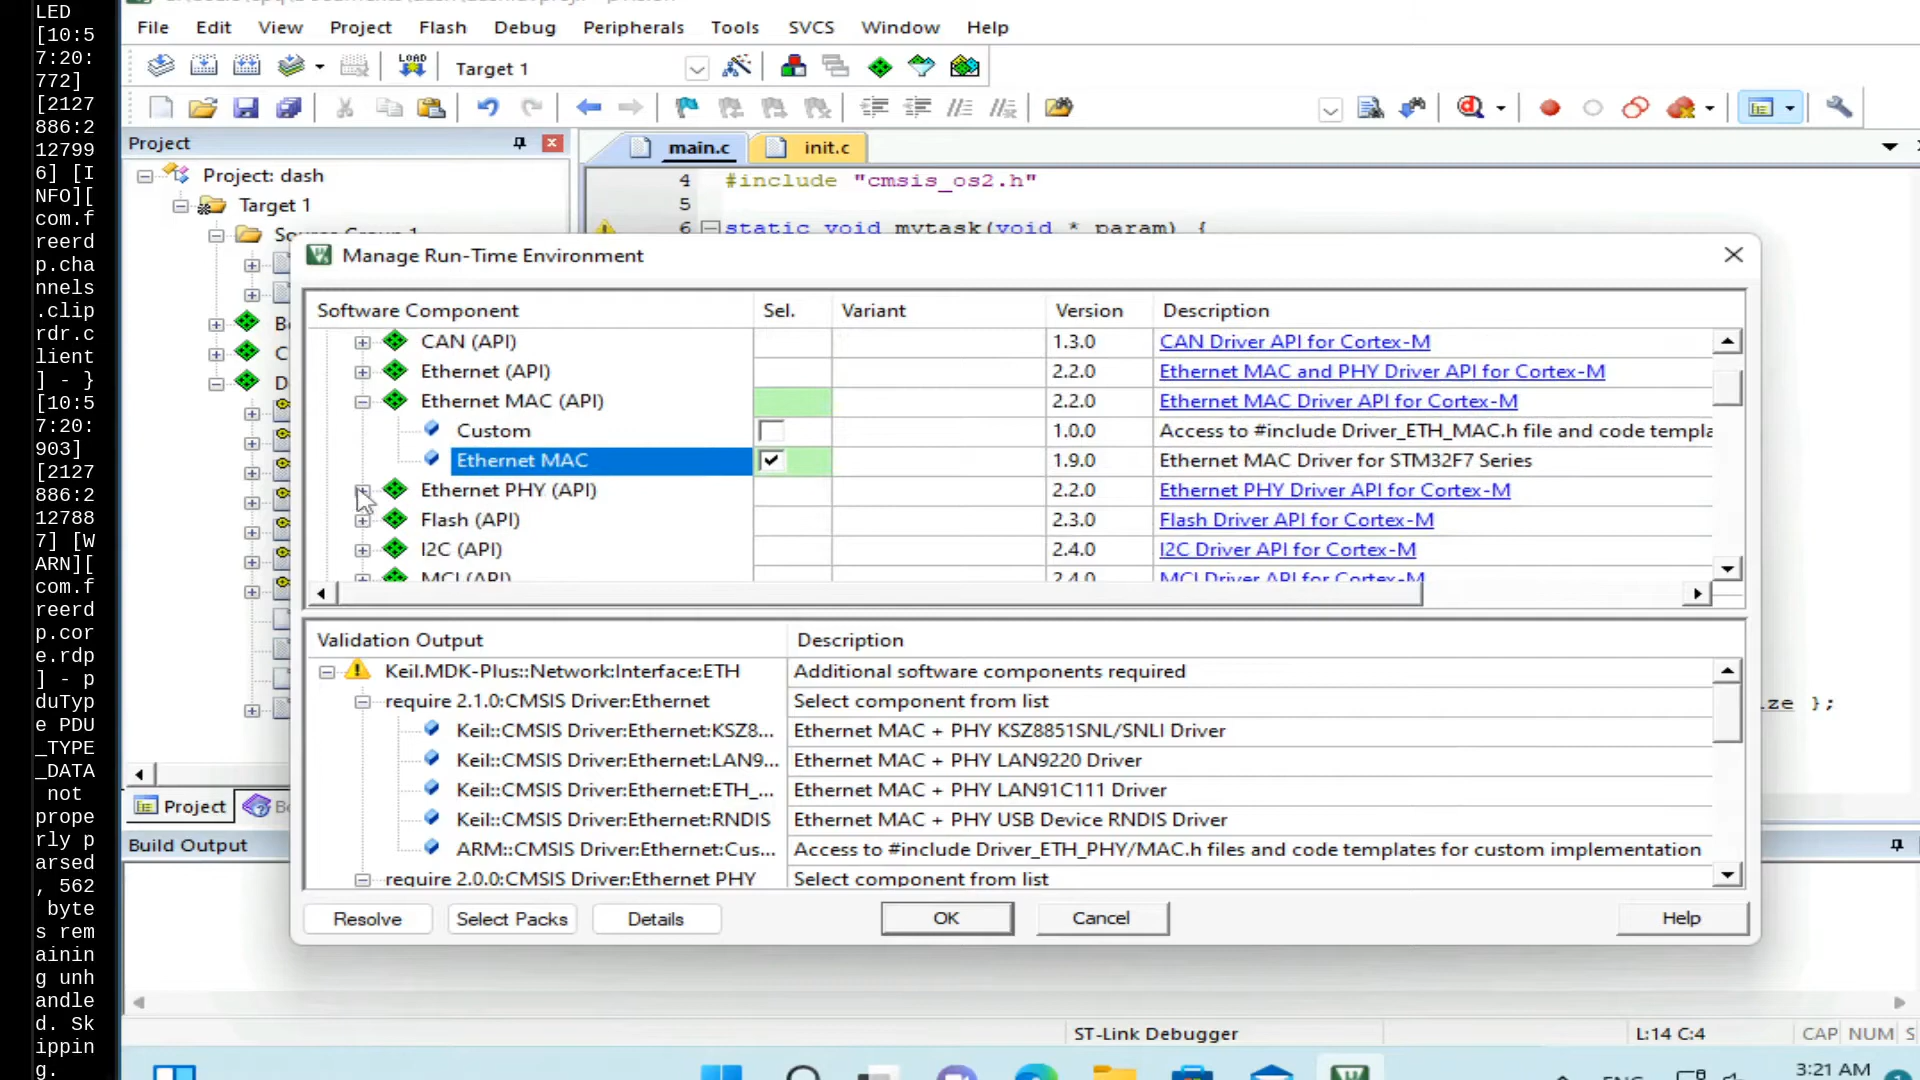 LED
[10:5
7:20:
772]
[2127
886:2
12799
6] [I
NFO][
com.f
reerd
p.cha
nnels
.clip
rdr.c
lient
] - }
[10:5
7:20:
903]
[2127
886:2
12788
7] [W
ARN][
com.f
reerd
p.cor
e.rdp
] - p
duTyp
e PDU
_TYPE
_DATA
not
prope
rly p
arsed
, 562
byte
s rem
ainin
g unh
andle
d. Sk
ippin
g.
File Edit View Project Flash Debug Peripherals Tools SVCS Window Help
LOAD Target 1
Project
main.c init.c
Project: dash
Target 1
4 #include "cmsis_os2.h"
5
6 static void mytask(void * param) {
Manage Run-Time Environment
Software Component Sel. Variant Version Description
CAN (API) 1.3.0 CAN Driver API for Cortex-M
Ethernet (API) 2.2.0 Ethernet MAC and PHY Driver API for Cortex-M
Ethernet MAC (API) 2.2.0 Ethernet MAC Driver API for Cortex-M
Custom 1.0.0 Access to #include Driver_ETH_MAC.h file and code templa
Ethernet MAC 1.9.0 Ethernet MAC Driver for STM32F7 Series
Ethernet PHY (API) 2.2.0 Ethernet PHY Driver API for Cortex-M
Flash (API) 2.3.0 Flash Driver API for Cortex-M
I2C (API) 2.4.0 I2C Driver API for Cortex-M
MCI (API) 2.4.0 MCI Driver API for Cortex-M
Validation Output Description
Keil.MDK-Plus::Network:Interface:ETH Additional software components required
require 2.1.0:CMSIS Driver:Ethernet Select component from list
Keil::CMSIS Driver:Ethernet:KSZ8... Ethernet MAC + PHY KSZ8851SNL/SNLI Driver
Keil::CMSIS Driver:Ethernet:LAN9... Ethernet MAC + PHY LAN9220 Driver
Keil::CMSIS Driver:Ethernet:ETH_... Ethernet MAC + PHY LAN91C111 Driver
Keil::CMSIS Driver:Ethernet:RNDIS Ethernet MAC + PHY USB Device RNDIS Driver
ARM::CMSIS Driver:Ethernet:Cus... Access to #include Driver_ETH_PHY/MAC.h files and code templates for custom implementation
require 2.0.0:CMSIS Driver:Ethernet PHY Select component from list
Resolve Select Packs Details OK Cancel Help
ize };
Project
Build Output
ST-Link Debugger L:14 C:4 CAP NUM S
3:21 AM